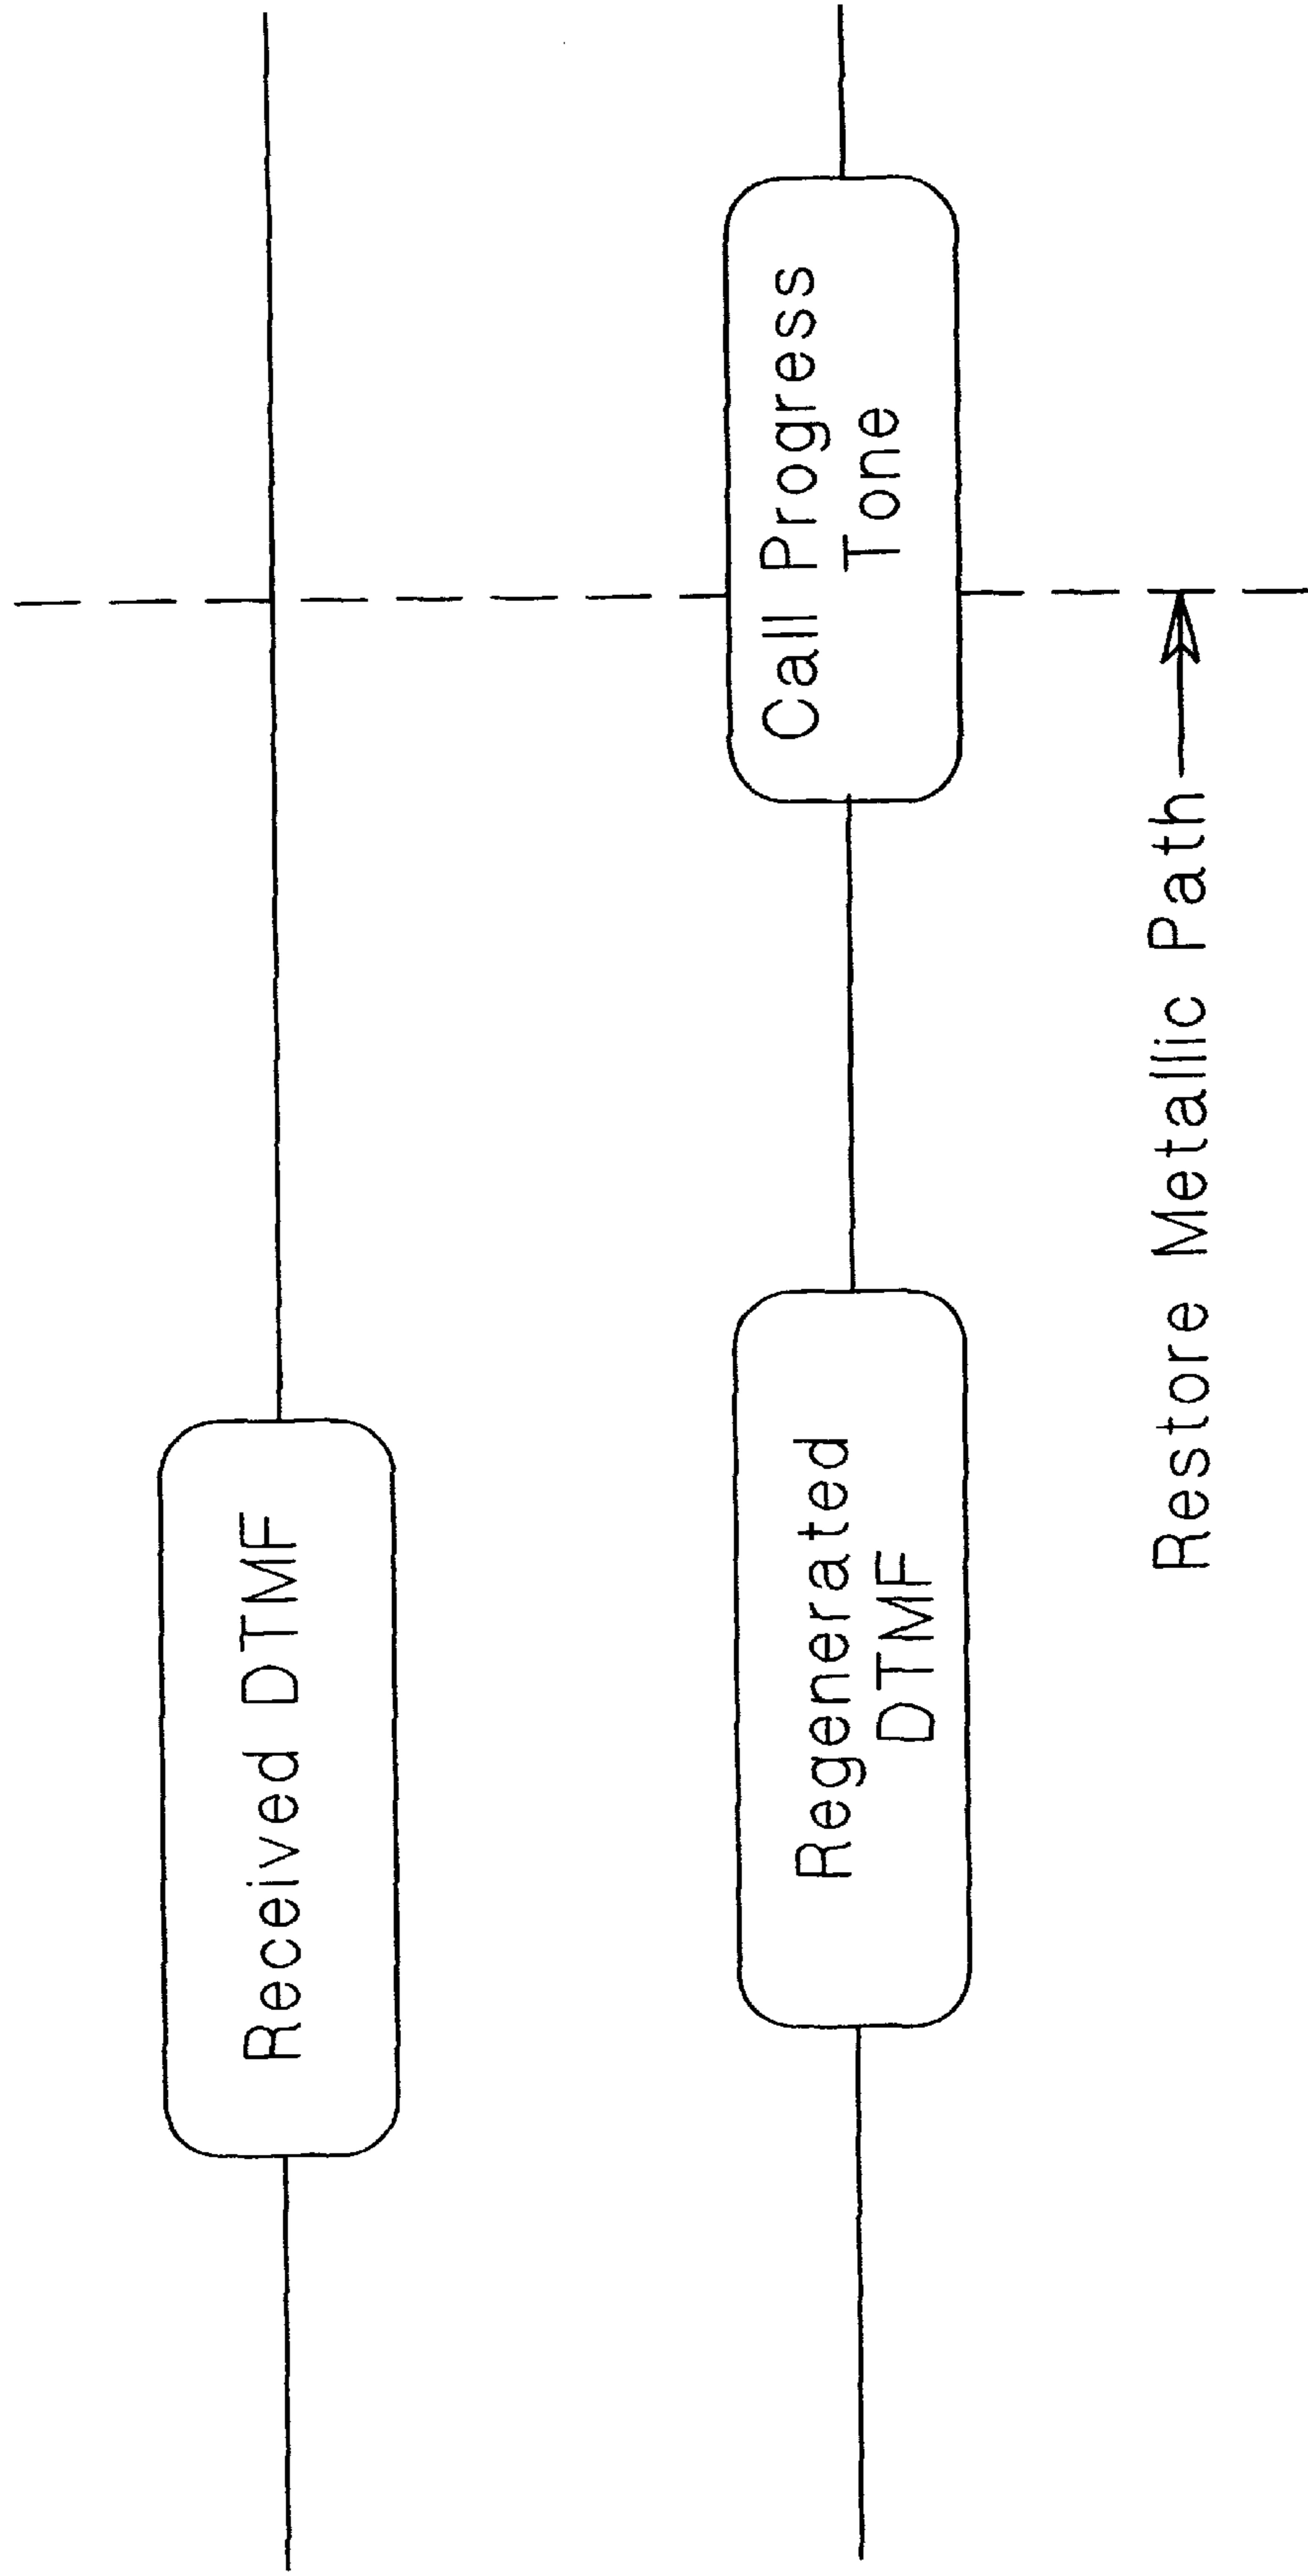 Received DTMF
Regenerated
DTMF
Call Progress
Tone
Restore Metallic Path